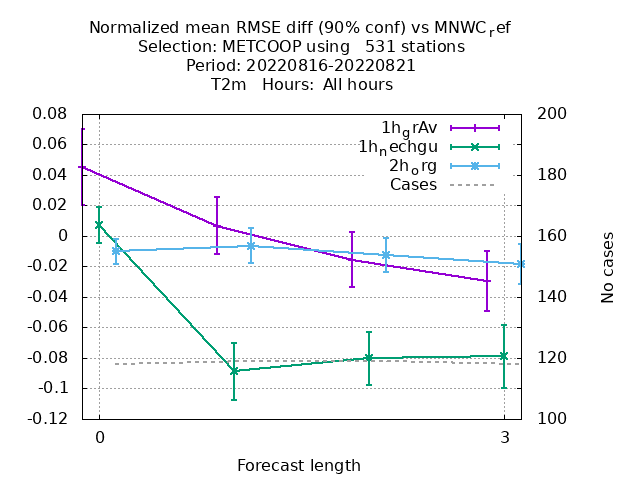 Normalized mean RMSE diff (90% conf) vs MNWC_ref
Selection: METCOOP using 531 stations
Period: 20220816-20220821
T2m Hours: All hours
0.08
0.06
0.04
0.02
0
-0.02
-0.04
-0.06
-0.08
-0.1
-0.12
200
180
160
140
120
100
1h_grAv
1h_nechgu
2h_org
Cases
No cases
0
3
Forecast length